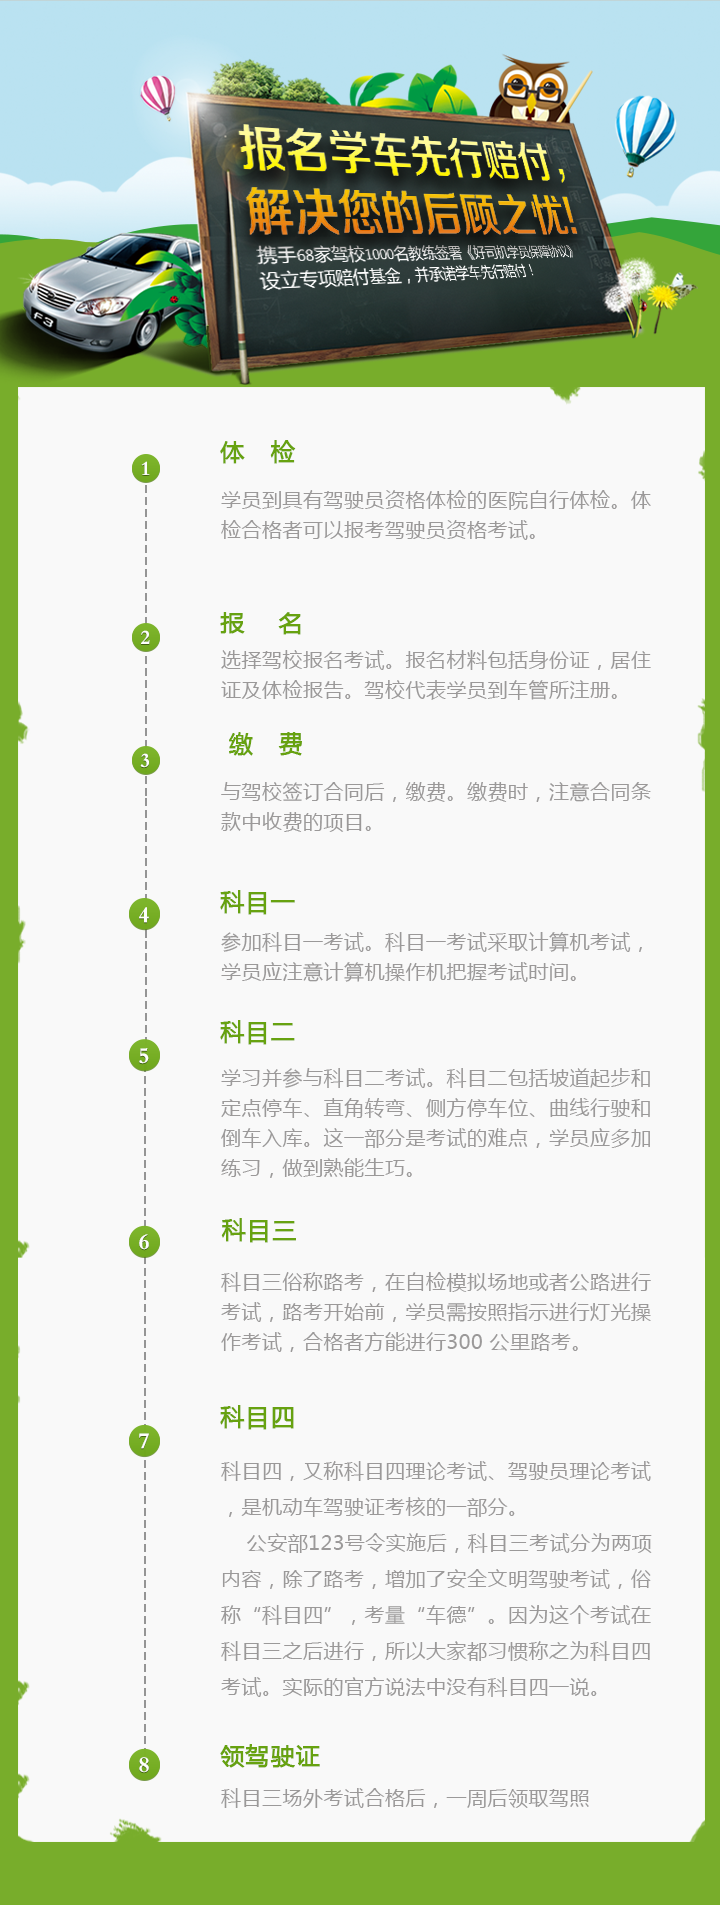 报名学车先行赔付，
解决您的后顾之忧!
携手68家驾校1000名教练签署《好司机学员保障协议》
设立专项赔付基金，并承诺学车先行赔付！
F3
1
体 检
学员到具有驾驶员资格体检的医院自行体检。体
检合格者可以报考驾驶员资格考试。
2
报 名
选择驾校报名考试。报名材料包括身份证，居住
证及体检报告。驾校代表学员到车管所注册。
3
缴 费
与驾校签订合同后，缴费。缴费时，注意合同条
款中收费的项目。
4
科目一
参加科目一考试。科目一考试采取计算机考试，
学员应注意计算机操作机把握考试时间。
5
科目二
学习并参与科目二考试。科目二包括坡道起步和
定点停车、直角转弯、侧方停车位、曲线行驶和
倒车入库。这一部分是考试的难点，学员应多加
练习，做到熟能生巧。
6
科目三
科目三俗称路考，在自检模拟场地或者公路进行
考试，路考开始前，学员需按照指示进行灯光操
作考试，合格者方能进行300 公里路考。
7
科目四
科目四，又称科目四理论考试、驾驶员理论考试
，是机动车驾驶证考核的一部分。
公安部123号令实施后，科目三考试分为两项
内容，除了路考，增加了安全文明驾驶考试，俗
称“科目四”，考量“车德”。因为这个考试在
科目三之后进行，所以大家都习惯称之为科目四
考试。实际的官方说法中没有科目四一说。
8
领驾驶证
科目三场外考试合格后，一周后领取驾照